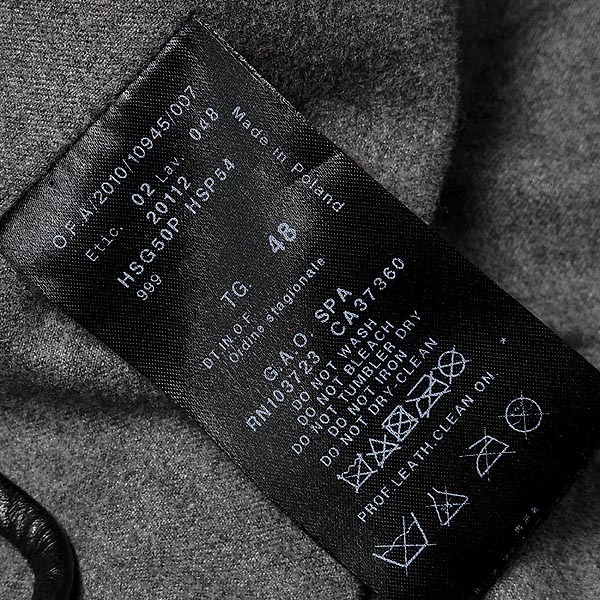 O.F.A/2010/10945/007
Etic. 02 Lav. 048
20112
HSG50P HSP54
999
Made in Poland
TG. 48
DT IN.O.F
Ordine stagionale
G.A.O. SPA
RN103723 CA37.360
DO NOT WASH
DO NOT BLEACH
DO NOT TUMBLER DRY
DO NOT IRON
DO NOT DRY CLEAN
PROF.LEATH.CLEAN ON. *